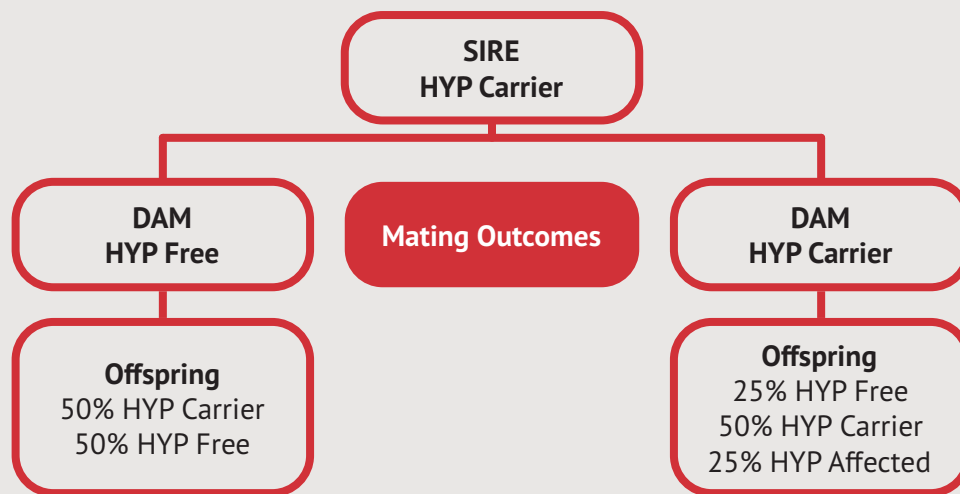 SIRE
HYP Carrier
DAM
HYP Free
Mating Outcomes
DAM
HYP Carrier
Offspring
50% HYP Carrier
50% HYP Free
Offspring
25% HYP Free
50% HYP Carrier
25% HYP Affected